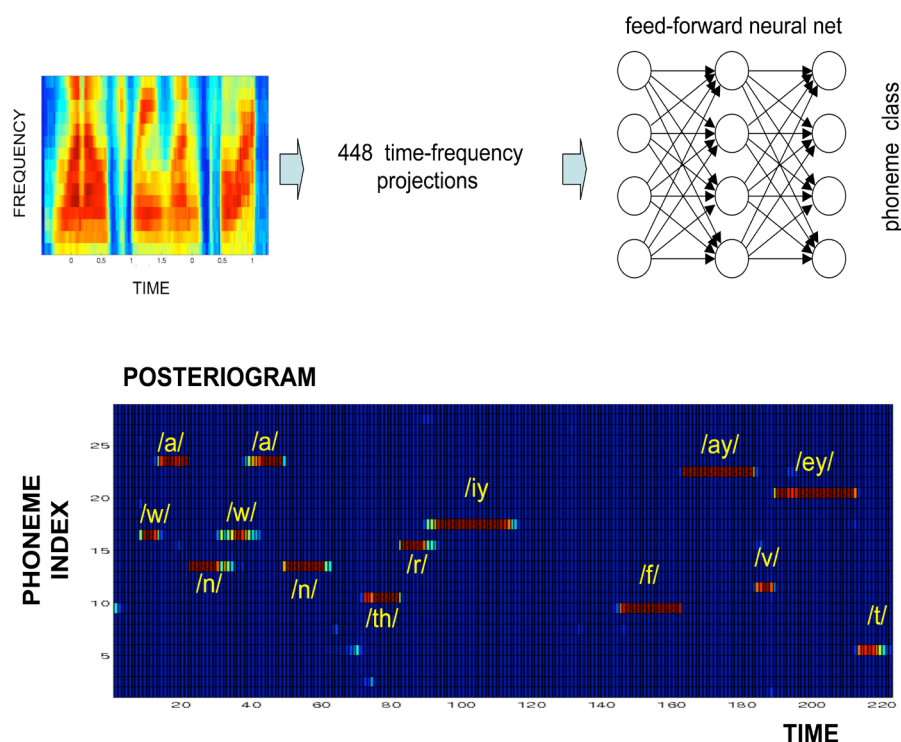 feed-forward neural net
FREQUENCY
448 time-frequency
projections
phoneme class
0 0.5 1 1.5 0 0.5 1
TIME
POSTERIOGRAM
PHONEME
INDEX
25
20
15
10
5
/a/
/a/
/ay/
/ey/
/w/
/w/
/iy
/n/
/n/
/r/
/th/
/f/
/v/
/t/
20 40 60 80 100 120 140 160 180 200 220
TIME